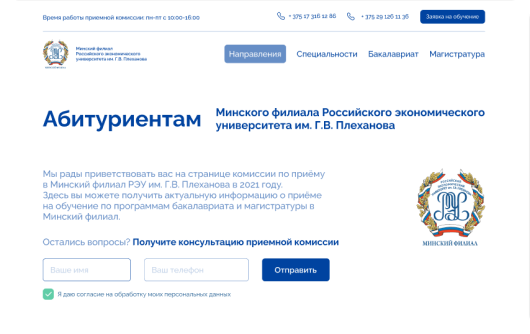 Время работы приемной комиссии: пн-пт с 10:00-16:00
+ 375 17 316 12 86
+ 375 29 126 11 36
Заявка на обучение
Минский филиал
Российского экономического
университета им. Г.В. Плеханова
Направления
Специальности
Бакалавриат
Магистратура
Абитуриентам
Минского филиала Российского экономического
университета им. Г.В. Плеханова
Мы рады приветствовать вас на странице комиссии по приёму
в Минский филиал РЭУ им. Г.В. Плеханова в 2021 году.
Здесь вы можете получить актуальную информацию о приёме
на обучение по программам бакалавриата и магистратуры в
Минский филиал.
МИНСКИЙ ФИЛИАЛ
Остались вопросы? Получите консультацию приемной комиссии
Ваше имя
Ваш телефон
Отправить
Я даю согласие на обработку моих персональных данных